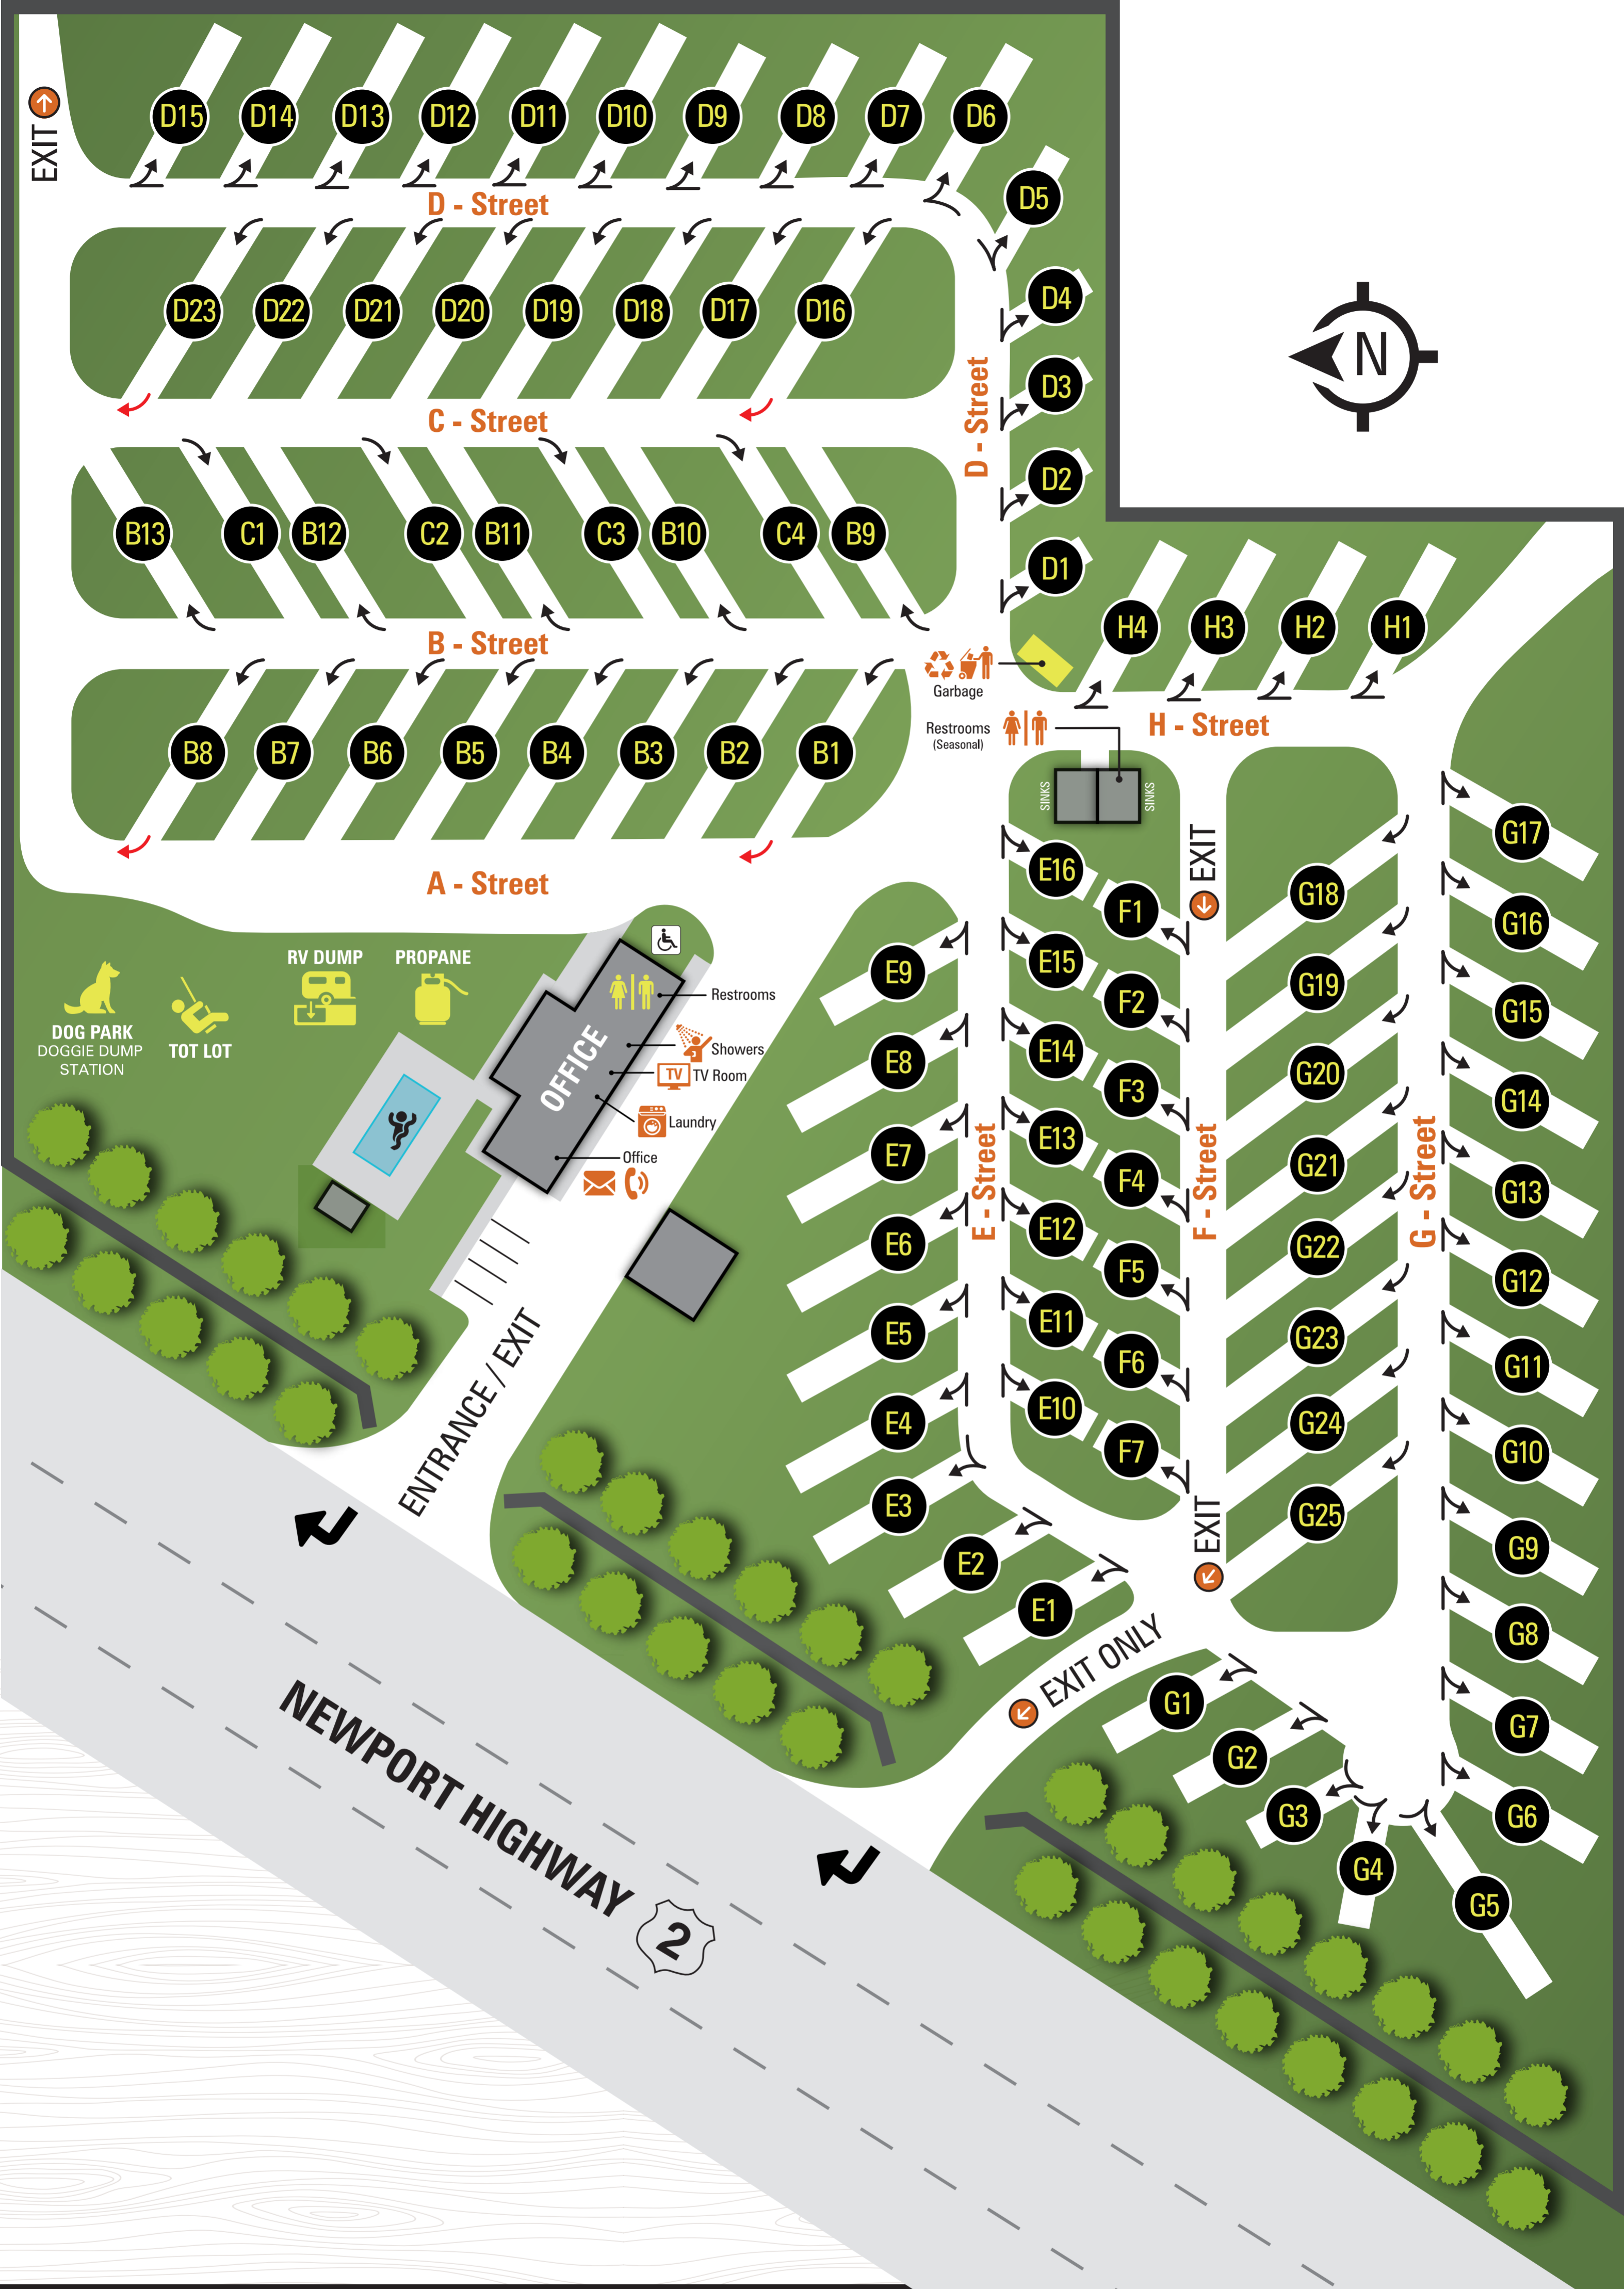 EXIT
D15
D14
D13
D12
D11
D10
D9
D8
D7
D6
D5
D - Street
D23
D22
D21
D20
D19
D18
D17
D16
D4
D3
D2
D1
D - Street
N
C - Street
B13
C1
B12
C2
B11
C3
B10
C4
B9
B - Street
Garbage
H4
H3
H2
H1
Restrooms
(Seasonal)
H - Street
B8
B7
B6
B5
B4
B3
B2
B1
SINKS
SINKS
A - Street
EXIT
E16
E15
E14
E13
E12
E11
E10
F1
F2
F3
F4
F5
F6
F7
G18
G19
G20
G21
G22
G23
G24
G25
G17
G16
G15
G14
G13
G12
G11
G10
G9
G8
G7
G6
E9
E8
E7
E6
E5
E4
E3
E2
E1
E - Street
F - Street
G - Street
DOG PARK
DOGGIE DUMP
STATION
TOT LOT
RV DUMP
PROPANE
OFFICE
Restrooms
Showers
TV
TV Room
Laundry
Office
ENTRANCE / EXIT
EXIT
EXIT ONLY
G1
G2
G3
G4
G5
NEWPORT HIGHWAY
2